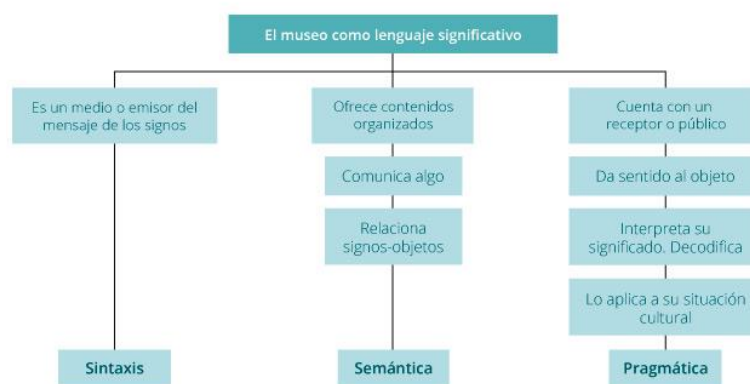 El museo como lenguaje significativo
Es un medio o emisor del
mensaje de los signos
Sintaxis
Ofrece contenidos
organizados
Comunica algo
Relaciona
signos-objetos
Semántica
Cuenta con un
receptor o público
Da sentido al objeto
Interpreta su
significado. Decodifica
Lo aplica a su situación
cultural
Pragmática